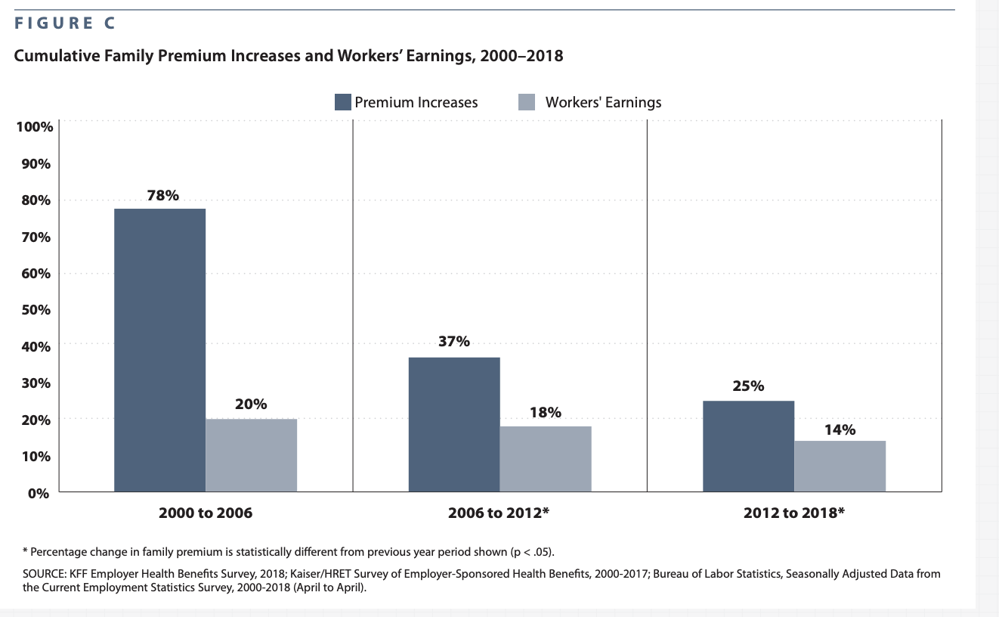 FIGURE C
Cumulative Family Premium Increases and Workers’ Earnings, 2000–2018
Premium Increases
Workers' Earnings
100%
90%
80%
70%
60%
50%
40%
30%
20%
10%
0%
78%
20%
37%
18%
25%
14%
2000 to 2006
2006 to 2012*
2012 to 2018*
* Percentage change in family premium is statistically different from previous year period shown (p < .05).
SOURCE: KFF Employer Health Benefits Survey, 2018; Kaiser/HRET Survey of Employer-Sponsored Health Benefits, 2000-2017; Bureau of Labor Statistics, Seasonally Adjusted Data from
the Current Employment Statistics Survey, 2000-2018 (April to April).